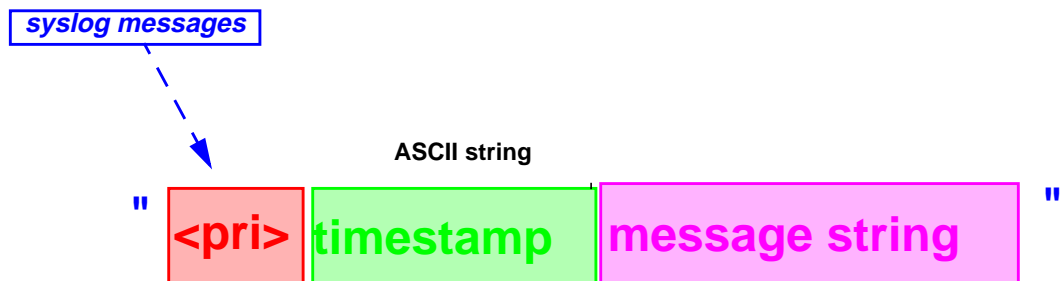 syslog messages
ASCII string
" <pri> timestamp message string "